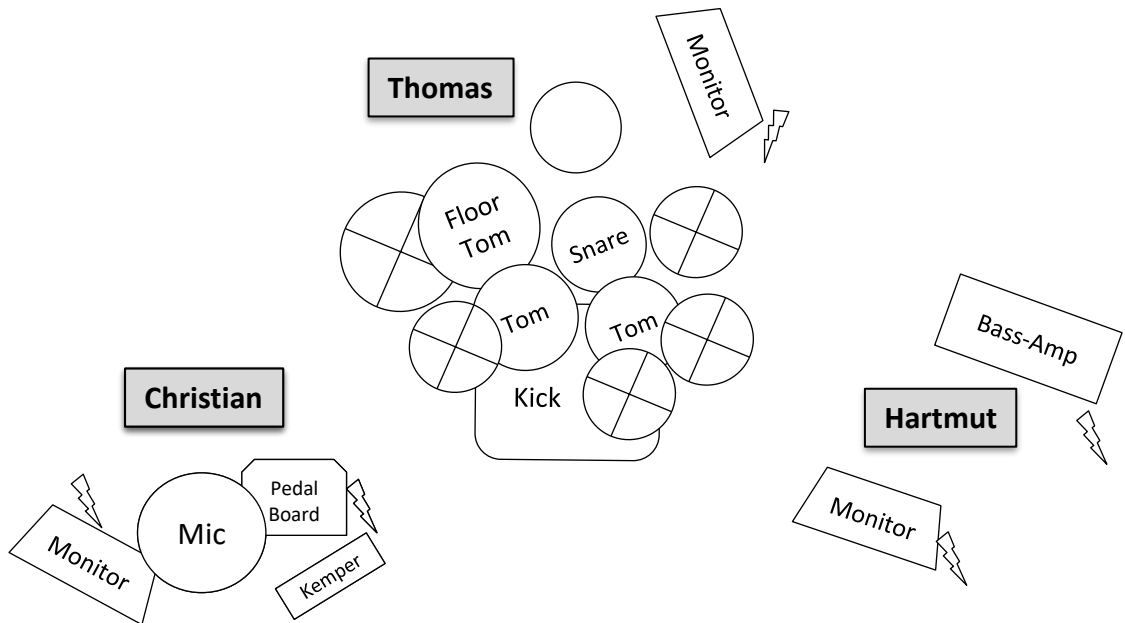 Monitor
Thomas
Floor
Tom
Snare
Tom
Tom
Bass-Amp
Kick
Christian
Hartmut
Pedal
Board
Mic
Monitor
Monitor
Kemper